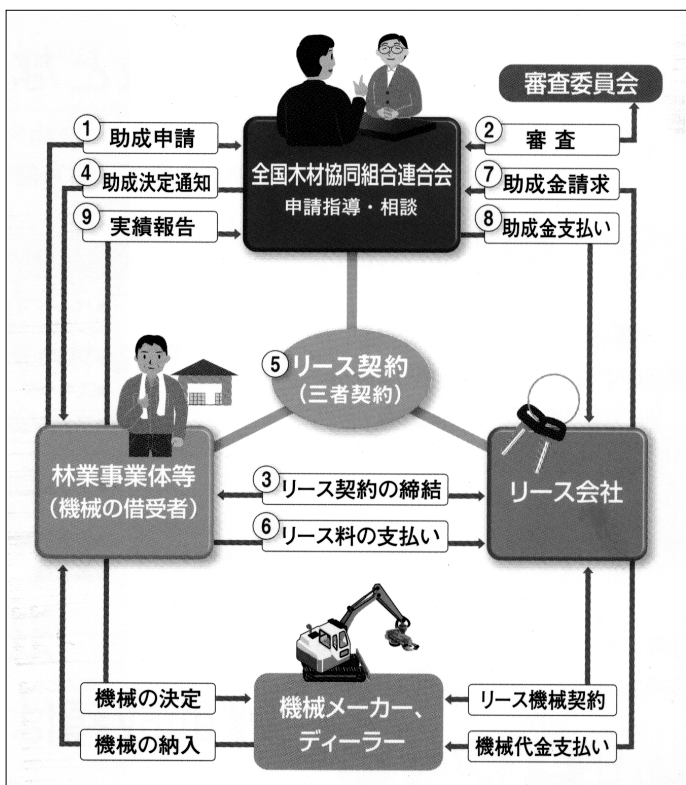 審査委員会
① 助成申請
② 審査
④ 助成決定通知
全国木材協同組合連合会
申請指導・相談
⑦ 助成金請求
⑨ 実績報告
⑧ 助成金支払い
⑤ リース契約
(三者契約)
林業事業体等
(機械の借受者)
③ リース契約の締結
リース会社
⑥ リース料の支払い
機械の決定
機械メーカー、
ディーラー
リース機械契約
機械の納入
機械代金支払い